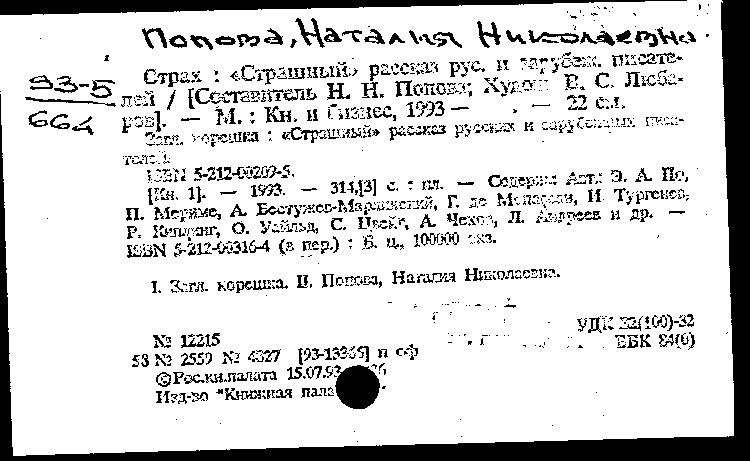 Попова, Наталия Николаевна.
93-5
664
Страх : «Страшный» рассказ рус. и зарубеж. писате-
лей / [Составитель Н. Н. Попова; Худож. В. С. Люба-
ров]. — М. : Кн. и бизнес, 1993 — . — 22 см.
Загл. корешка : «Страшный» рассказ русских и зарубежных писа-
телей
ISBN 5-212-00209-5.
[Кн. 1]. — 1993. — 314,[3] с. : ил. — Содерж.: Авт.: Э. А. По,
П. Мериме, А. Бестужев-Марлинский, Г. де Мопассан, И. Тургенев,
Р. Киплинг, О. Уайльд, С. Цвейг, А. Чехов, Л. Андреев и др. —
ISBN 5-212-00316-4 (в пер.) : Б. ц., 100000 экз.
I. Загл. корешка. II. Попова, Наталия Николаевна.
УДК 82(100)-32
ББК 84(0)
№ 12215
58 № 2559 № 4327 [93-13365] п сф
© Рос.кн.палата 15.07.93
Изд-во "Книжная пала